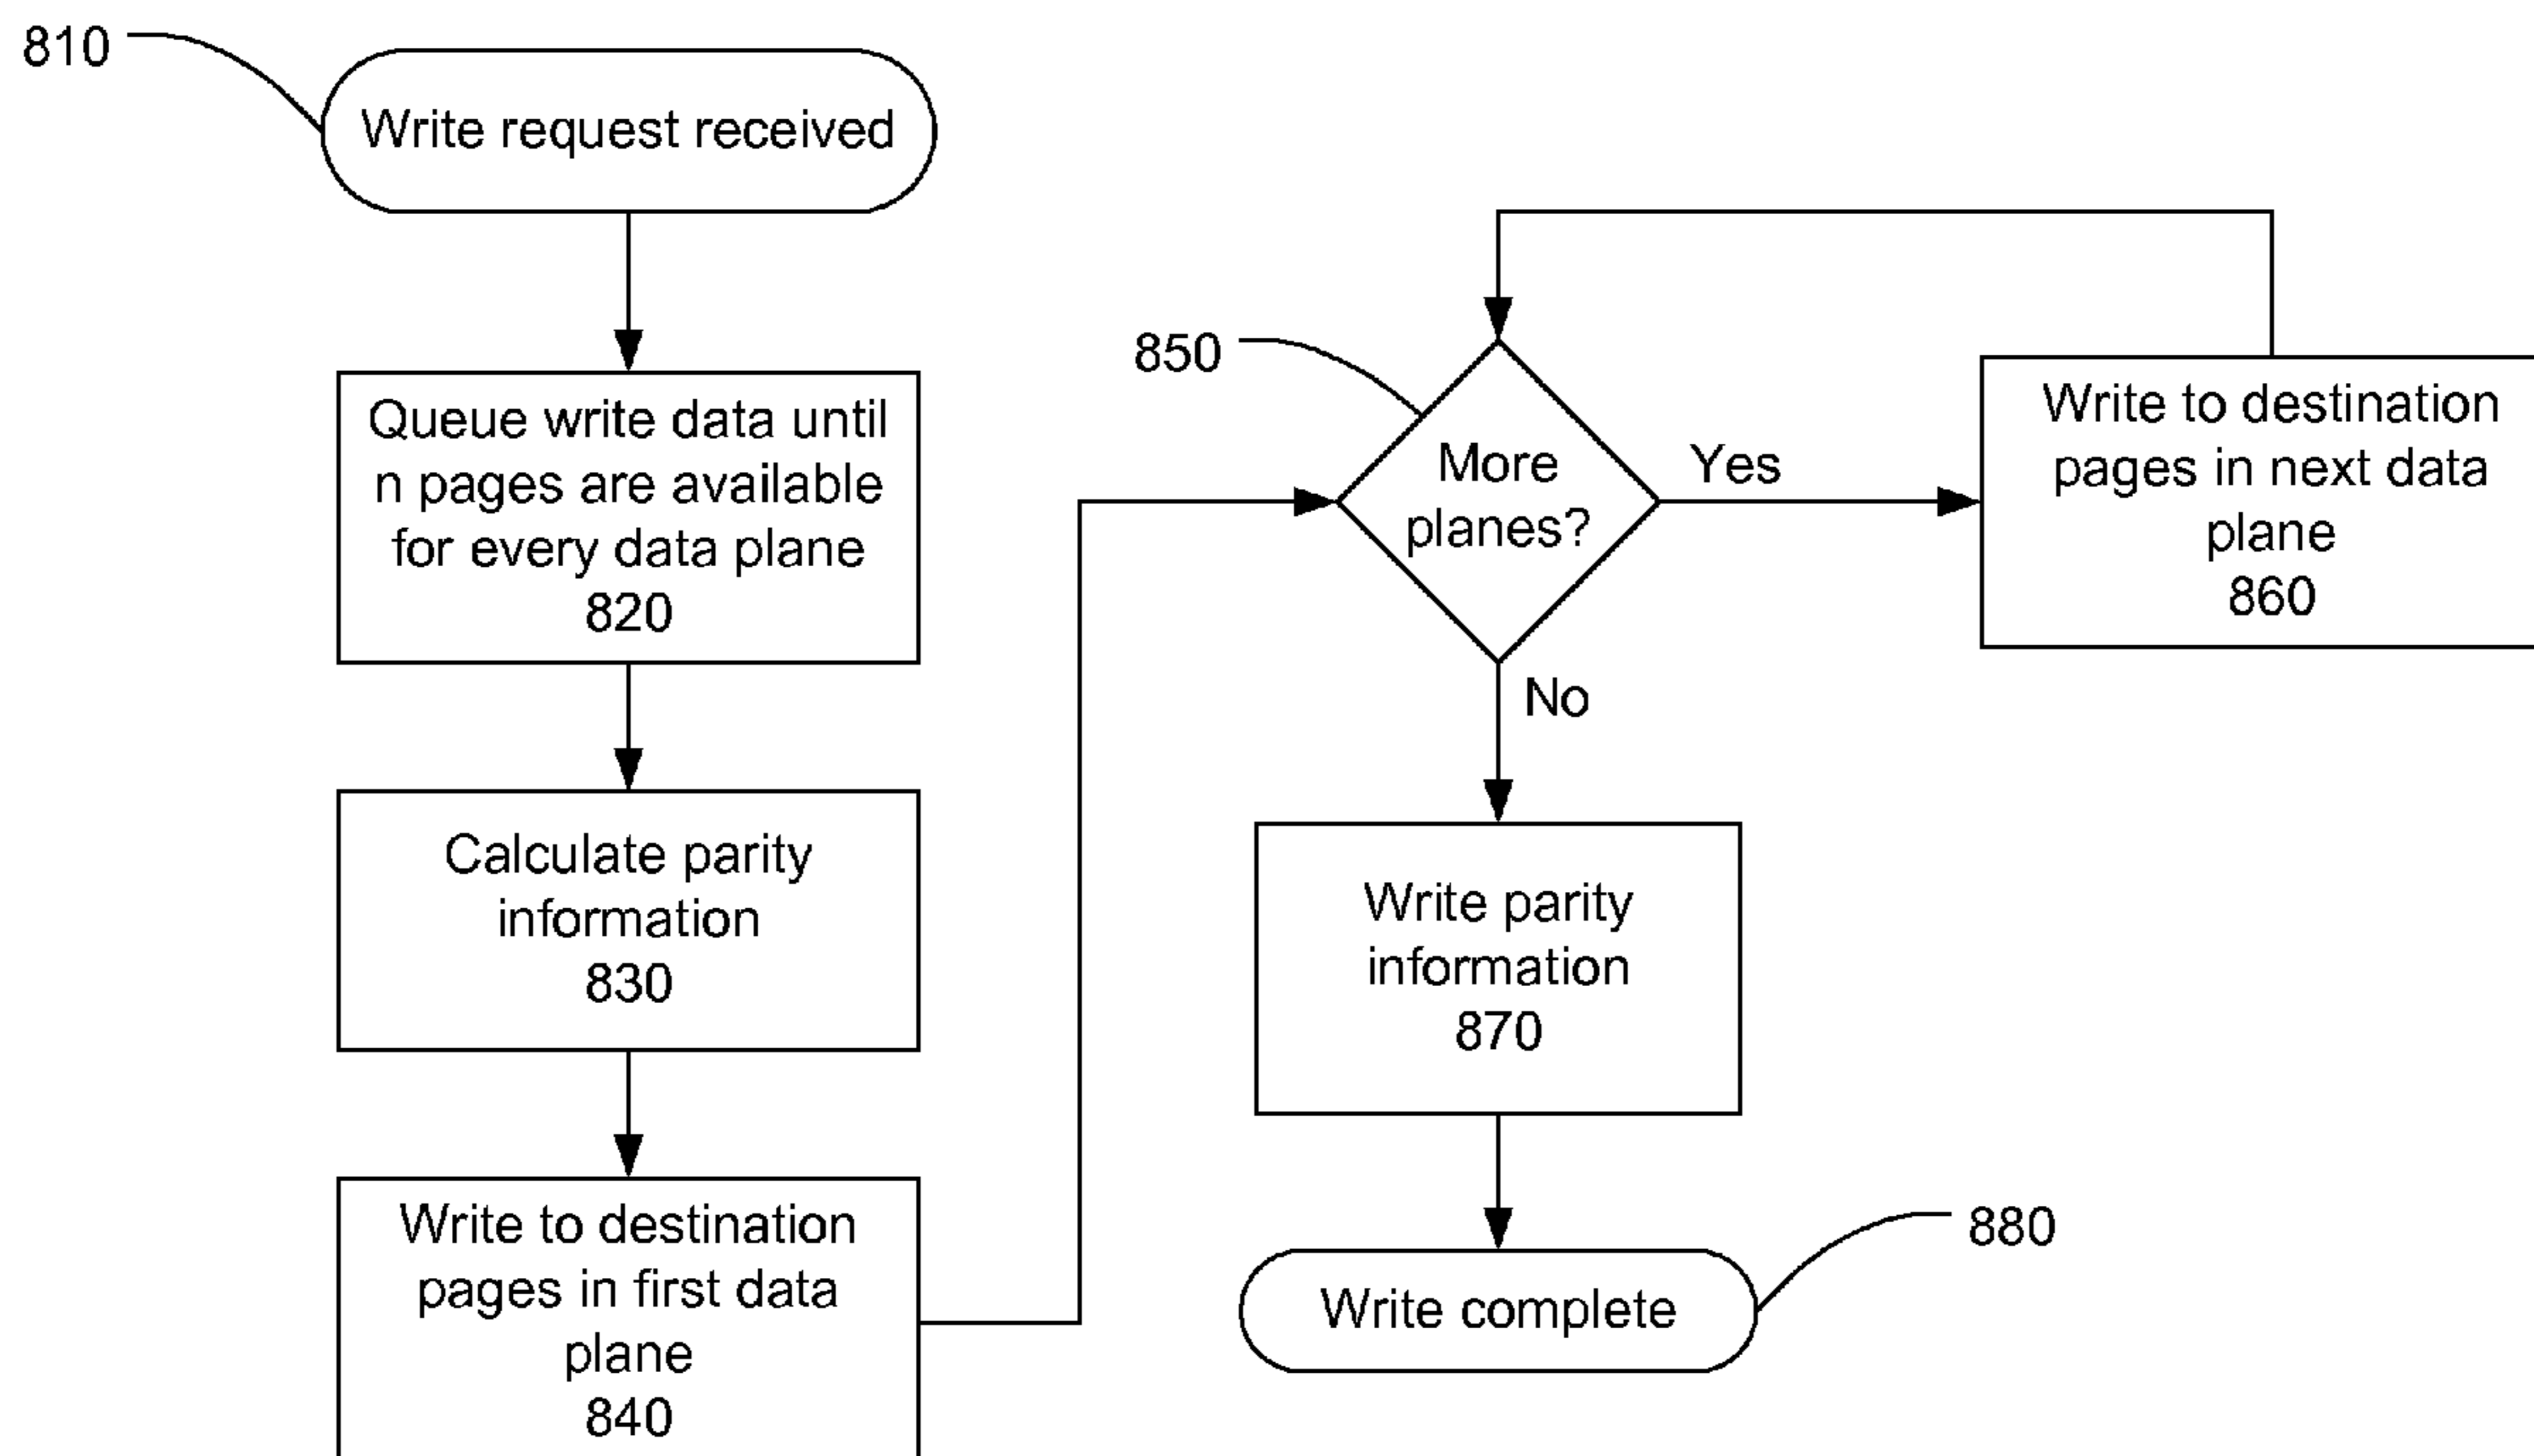 810
Write request received
Queue write data until
n pages are available
for every data plane
820
Calculate parity
information
830
Write to destination
pages in first data
plane
840
850
More
planes?
Yes
No
Write to destination
pages in next data
plane
860
Write parity
information
870
Write complete
880